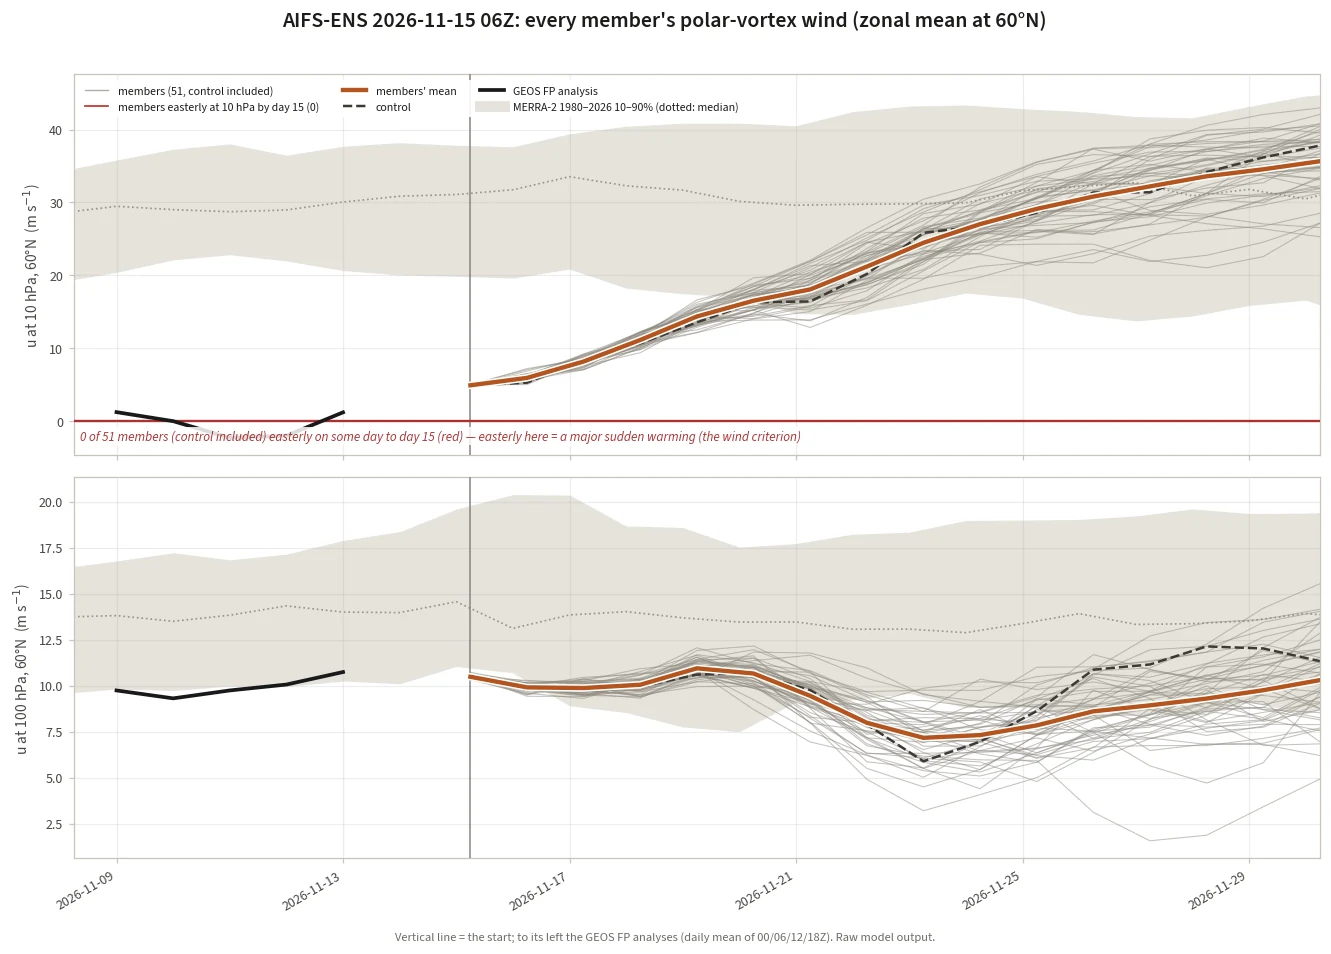 AIFS-ENS 2026-11-15 06Z: every member's polar-vortex wind (zonal mean at 60°N)
members (51, control included)
members easterly at 10 hPa by day 15 (0)
members' mean
control
GEOS FP analysis
MERRA-2 1980–2026 10–90% (dotted: median)
u at 10 hPa, 60°N (m s⁻¹)
40
30
20
10
0
0 of 51 members (control included) easterly on some day to day 15 (red) — easterly here = a major sudden warming (the wind criterion)
u at 100 hPa, 60°N (m s⁻¹)
20.0
17.5
15.0
12.5
10.0
7.5
5.0
2.5
2026-11-09
2026-11-13
2026-11-17
2026-11-21
2026-11-25
2026-11-29
Vertical line = the start; to its left the GEOS FP analyses (daily mean of 00/06/12/18Z). Raw model output.